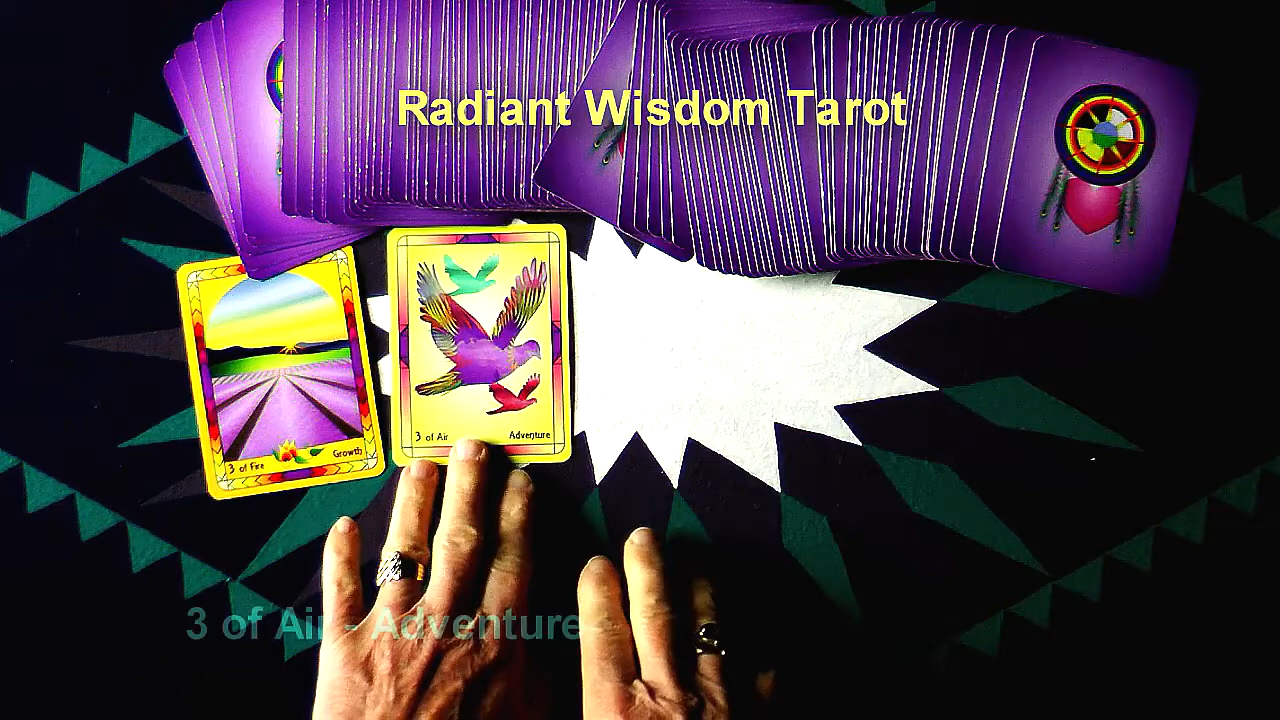 Radiant Wisdom Tarot
3 of Fire
Growth
3 of Air
Adventure
3 of Air - Adventure